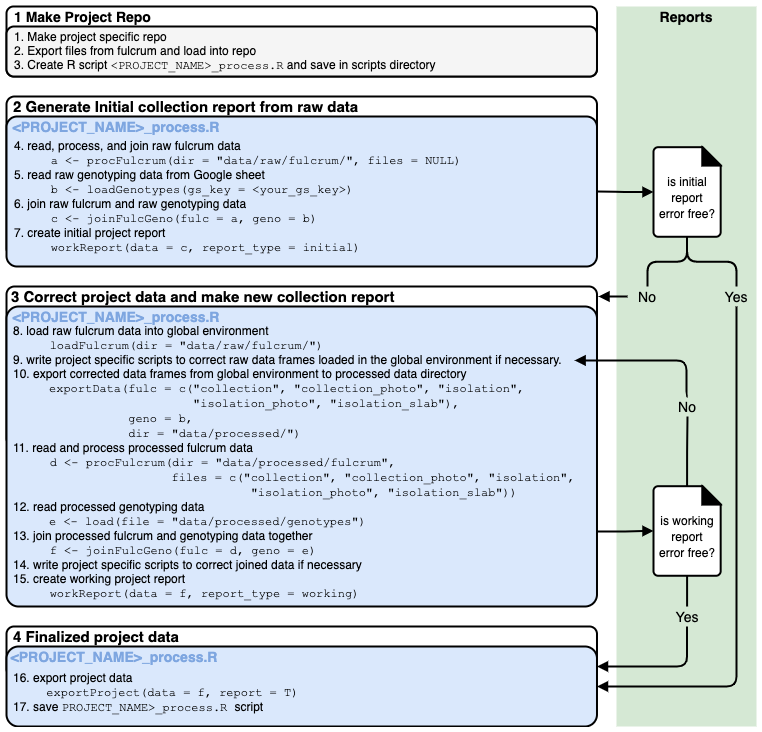 1 Make Project Repo
1. Make project specific repo
2. Export files from fulcrum and load into repo
3. Create R script <PROJECT_NAME>_process.R and save in scripts directory
2 Generate Initial collection report from raw data
<PROJECT_NAME>_process.R
4. read, process, and join raw fulcrum data
a <- procFulcrum(dir = "data/raw/fulcrum/", files = NULL)
5. read raw genotyping data from Google sheet
b <- loadGenotypes(gs_key = <your_gs_key>)
6. join raw fulcrum and raw genotyping data
c <- joinFulcGeno(fulc = a, geno = b)
7. create initial project report
workReport(data = c, report_type = initial)
3 Correct project data and make new collection report
<PROJECT_NAME>_process.R
8. load raw fulcrum data into global environment
loadFulcrum(dir = "data/raw/fulcrum/")
9. write project specific scripts to correct raw data frames loaded in the global environment if necessary.
10. export corrected data frames from global environment to processed data directory
exportData(fulc = c("collection", "collection_photo", "isolation",
"isolation_photo", "isolation_slab"),
geno = b,
dir = "data/processed/")
11. read and process processed fulcrum data
d <- procFulcrum(dir = "data/processed/fulcrum",
files = c("collection", "collection_photo", "isolation",
"isolation_photo", "isolation_slab"))
12. read processed genotyping data
e <- load(file = "data/processed/genotypes")
13. join processed fulcrum and genotyping data together
f <- joinFulcGeno(fulc = d, geno = e)
14. write project specific scripts to correct joined data if necessary
15. create working project report
workReport(data = f, report_type = working)
4 Finalized project data
<PROJECT_NAME>_process.R
16. export project data
exportProject(data = f, report = T)
17. save PROJECT_NAME>_process.R script
Reports
is initial
report
error free?
No
Yes
No
is working
report
error free?
Yes